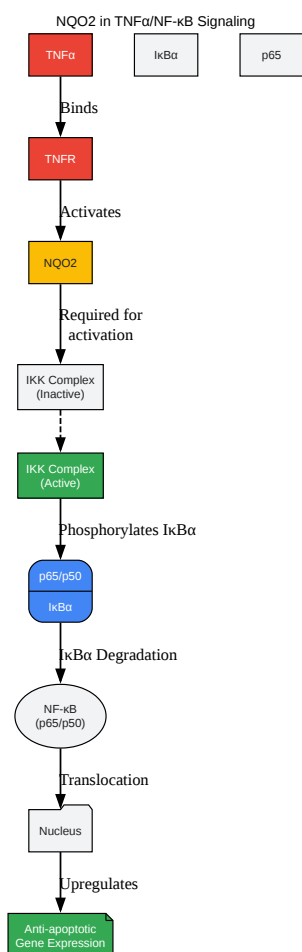 NQO2 in TNFα/NF-κB Signaling
TNFα
IκBα
p65
Binds
TNFR
Activates
NQO2
Required for
activation
IKK Complex
(Inactive)
IKK Complex
(Active)
Phosphorylates IκBα
p65/p50
IκBα
IκBα Degradation
NF-κB
(p65/p50)
Translocation
Nucleus
Upregulates
Anti-apoptotic
Gene Expression